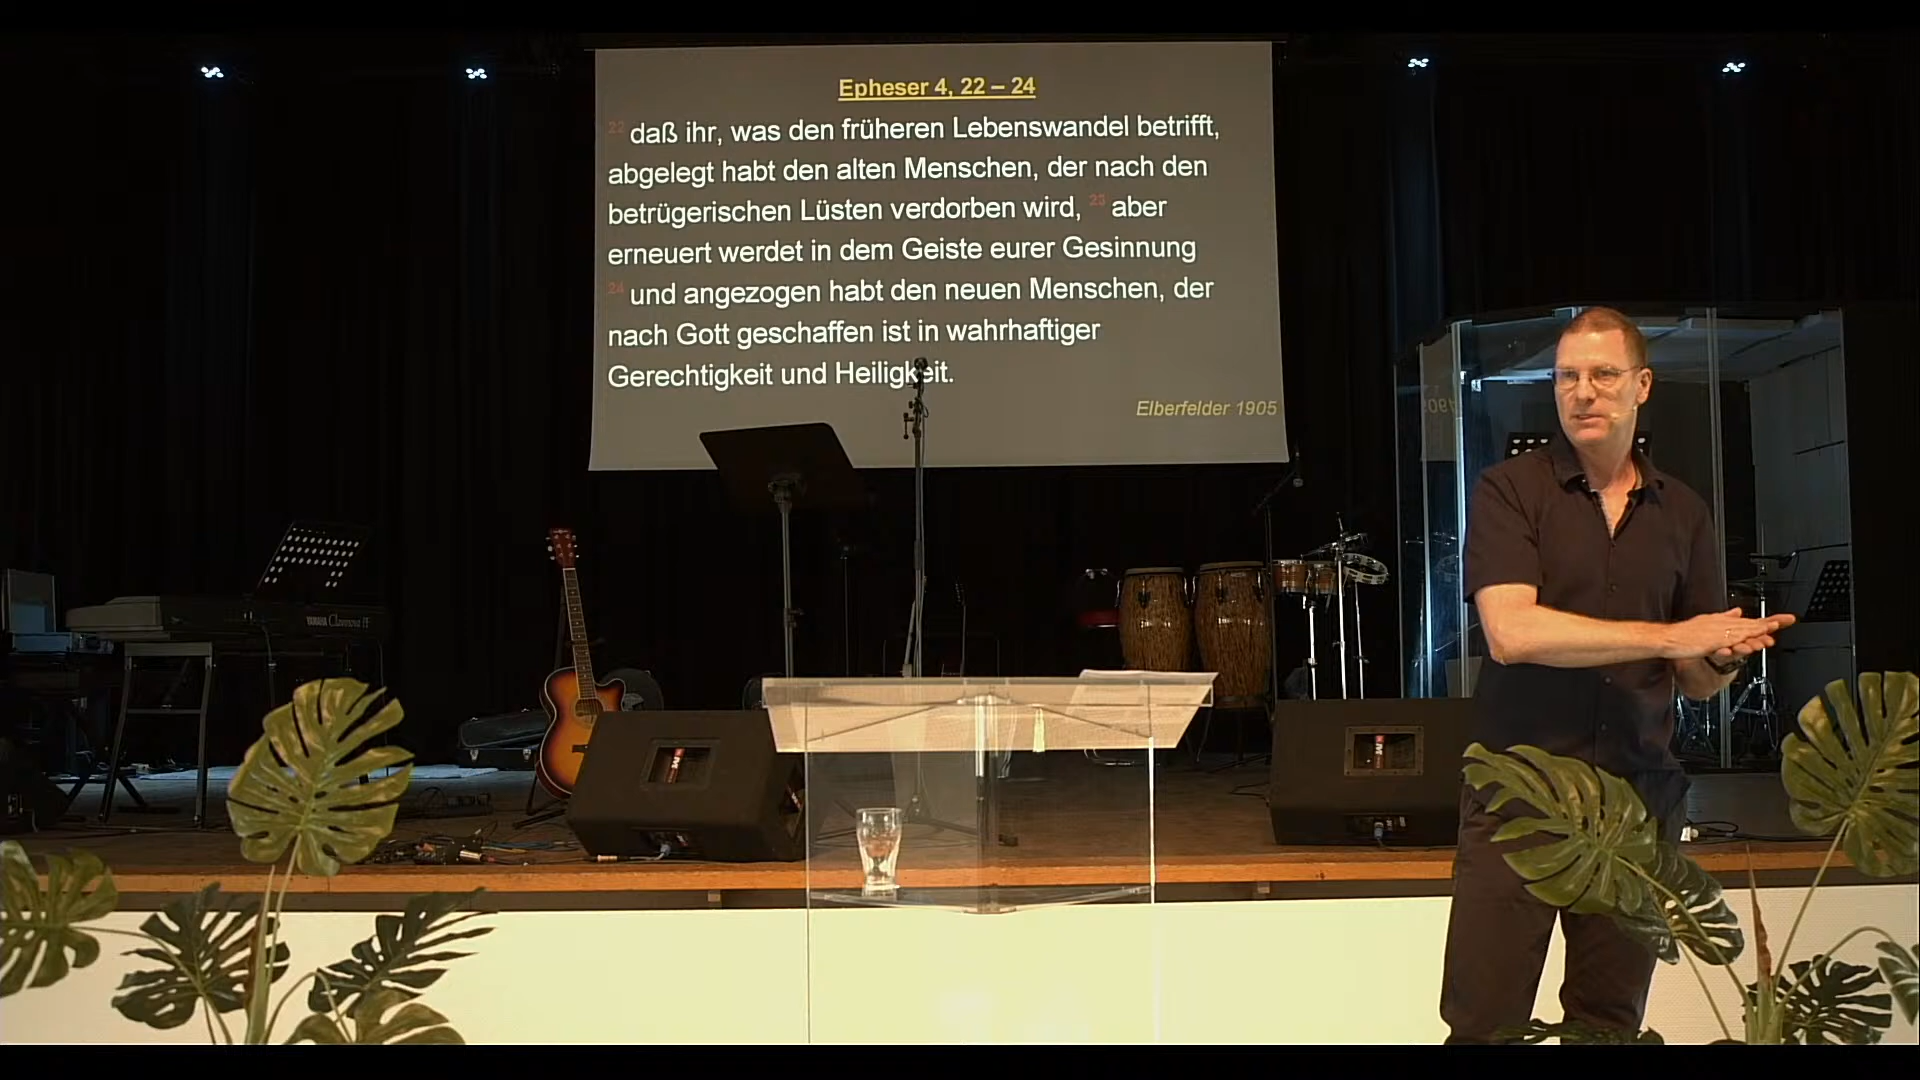 Epheser 4, 22 – 24
22 daß ihr, was den früheren Lebenswandel betrifft,
abgelegt habt den alten Menschen, der nach den
betrügerischen Lüsten verdorben wird, 23 aber
erneuert werdet in dem Geiste eurer Gesinnung
24 und angezogen habt den neuen Menschen, der
nach Gott geschaffen ist in wahrhaftiger
Gerechtigkeit und Heiligkeit.
Elberfelder 1905
YAMAHA Clavinova